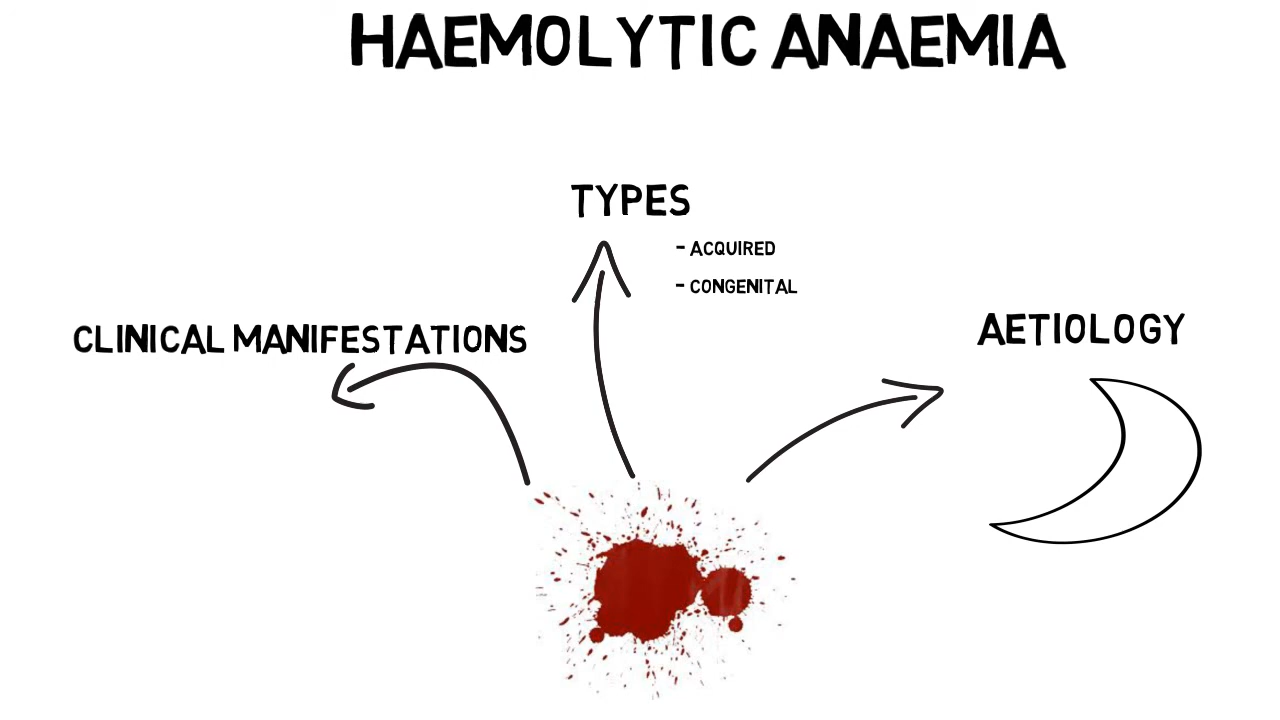 HAEMOLYTIC ANAEMIA
TYPES
- ACQUIRED
- CONGENITAL
CLINICAL MANIFESTATIONS
AETIOLOGY